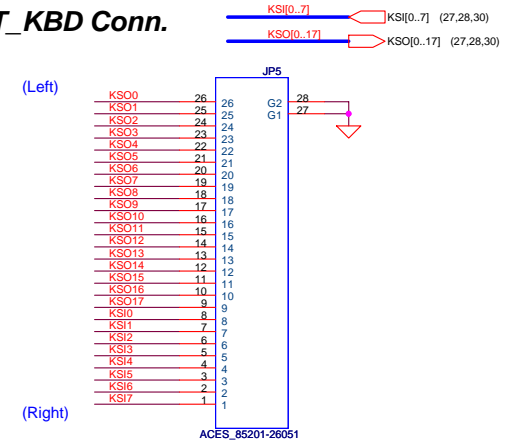 T_KBD Conn.
KSI[0..7] KSI[0..7] (27,28,30)
KSO[0..17] KSO[0..17] (27,28,30)
JP5
(Left)
KSO0 26 26 G2 28
KSO1 25 25 G1 27
KSO2 24 24
KSO3 23 23
KSO4 22 22
KSO5 21 21
KSO6 20 20
KSO7 19 19
KSO8 18 18
KSO9 17 17
KSO10 16 16
KSO11 15 15
KSO12 14 14
KSO13 13 13
KSO14 12 12
KSO15 11 11
KSO16 10 10
KSO17 9 9
KSI0 8 8
KSI1 7 7
KSI2 6 6
KSI3 5 5
KSI4 4 4
KSI5 3 3
KSI6 2 2
KSI7 1 1
(Right)
ACES_85201-26051